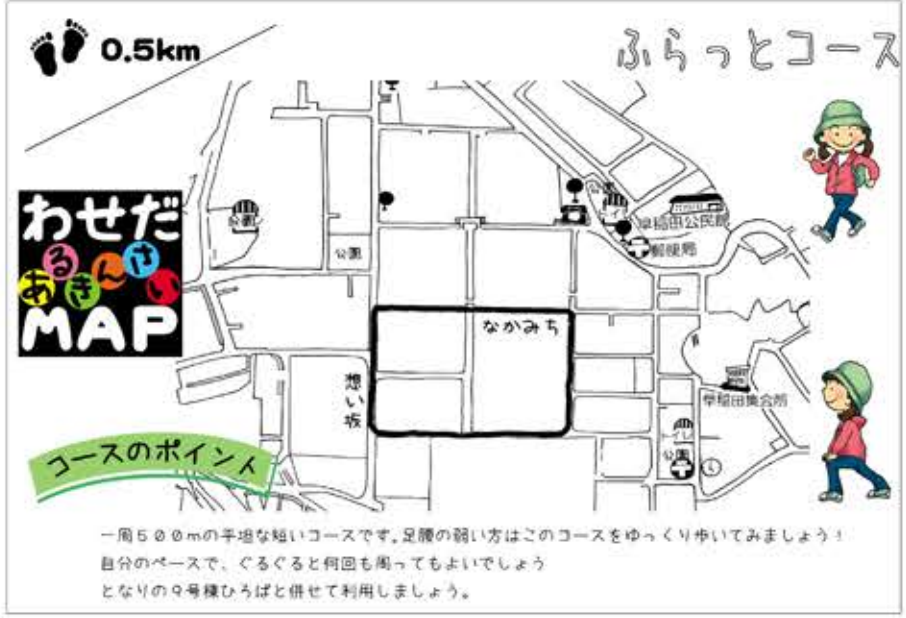 0.5km
ふらっとコース
わせだ
あるきんさい
MAP
公園
公園
公園
トイレ
早稲田公民館
郵便局
なかみち
想い坂
早稲田集会所
トイレ
公園
コースのポイント
一周500mの平坦な短いコースです。足腰の弱い方はこのコースをゆっくり歩いてみましょう!
自分のペースで、ぐるぐると何回も周ってもよいでしょう
となりの9号棟ひろばと併せて利用しましょう。